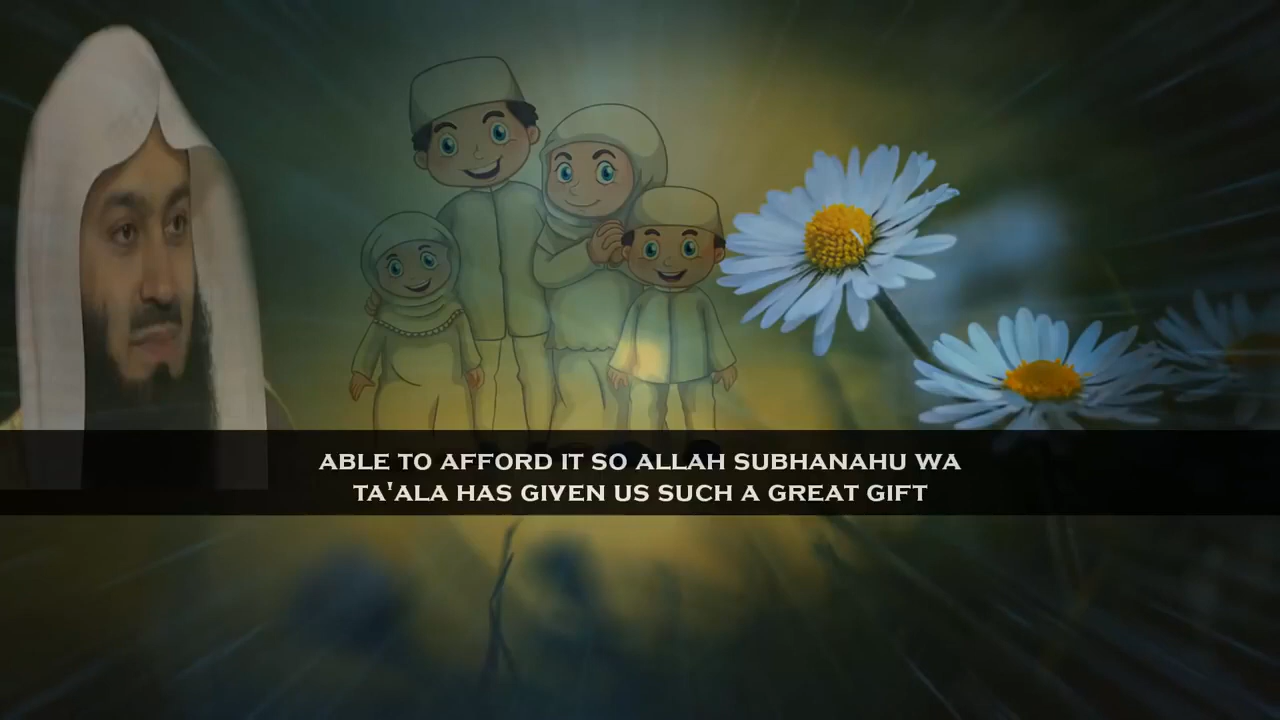 ABLE TO AFFORD IT SO ALLAH SUBHANAHU WA
TA'ALA HAS GIVEN US SUCH A GREAT GIFT